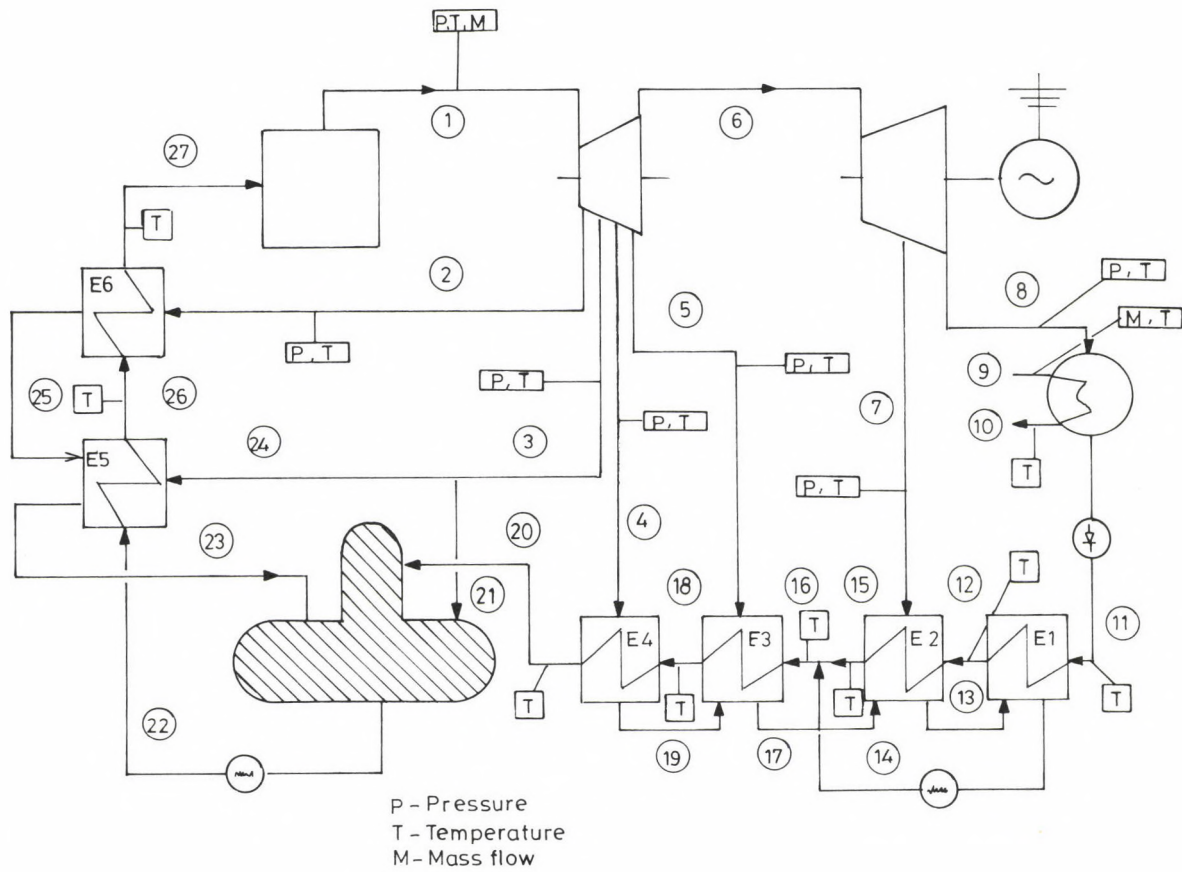 P,T,M
1
6
27
T
2
8
P,T
E6
5
M,T
P,T
9
P,T
P,T
25
T
26
7
10
24
3
P,T
T
E5
P,T
4
20
23
18
16
15
12
T
21
T
11
E4
E3
E2
E1
22
T
T
T
13
T
19
17
14
P - Pressure
T - Temperature
M - Mass flow